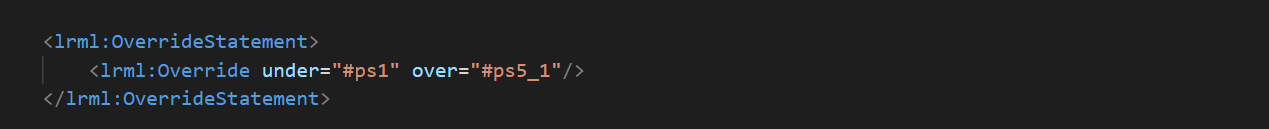 <lrml:OverrideStatement>
<lrml:Override under="#ps1" over="#ps5_1"/>
</lrml:OverrideStatement>